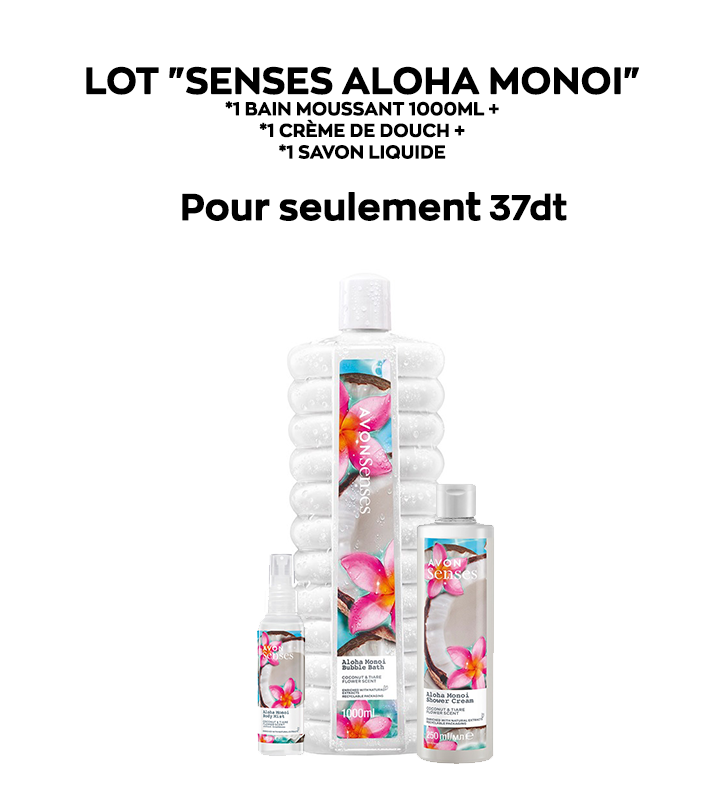 LOT "SENSES ALOHA MONOI"
*1 BAIN MOUSSANT 1000ML +
*1 CRÈME DE DOUCH +
*1 SAVON LIQUIDE
Pour seulement 37dt
AVON Senses
Aloha Monoi
Bubble Bath
COCONUT & TIARE
FLOWER SCENT
ENRICHED WITH NATURAL
EXTRACTS
RECYCLABLE PACKAGING
1000ml
AVON
Senses
Aloha Monoi
Body Mist
COCONUT & TIARE
FLOWER SCENT
AVON
Senses
Aloha Monoi
Shower Cream
COCONUT & TIARE
FLOWER SCENT
ENRICHED WITH NATURAL EXTRACTS
RECYCLABLE PACKAGING
250 ml/мл e